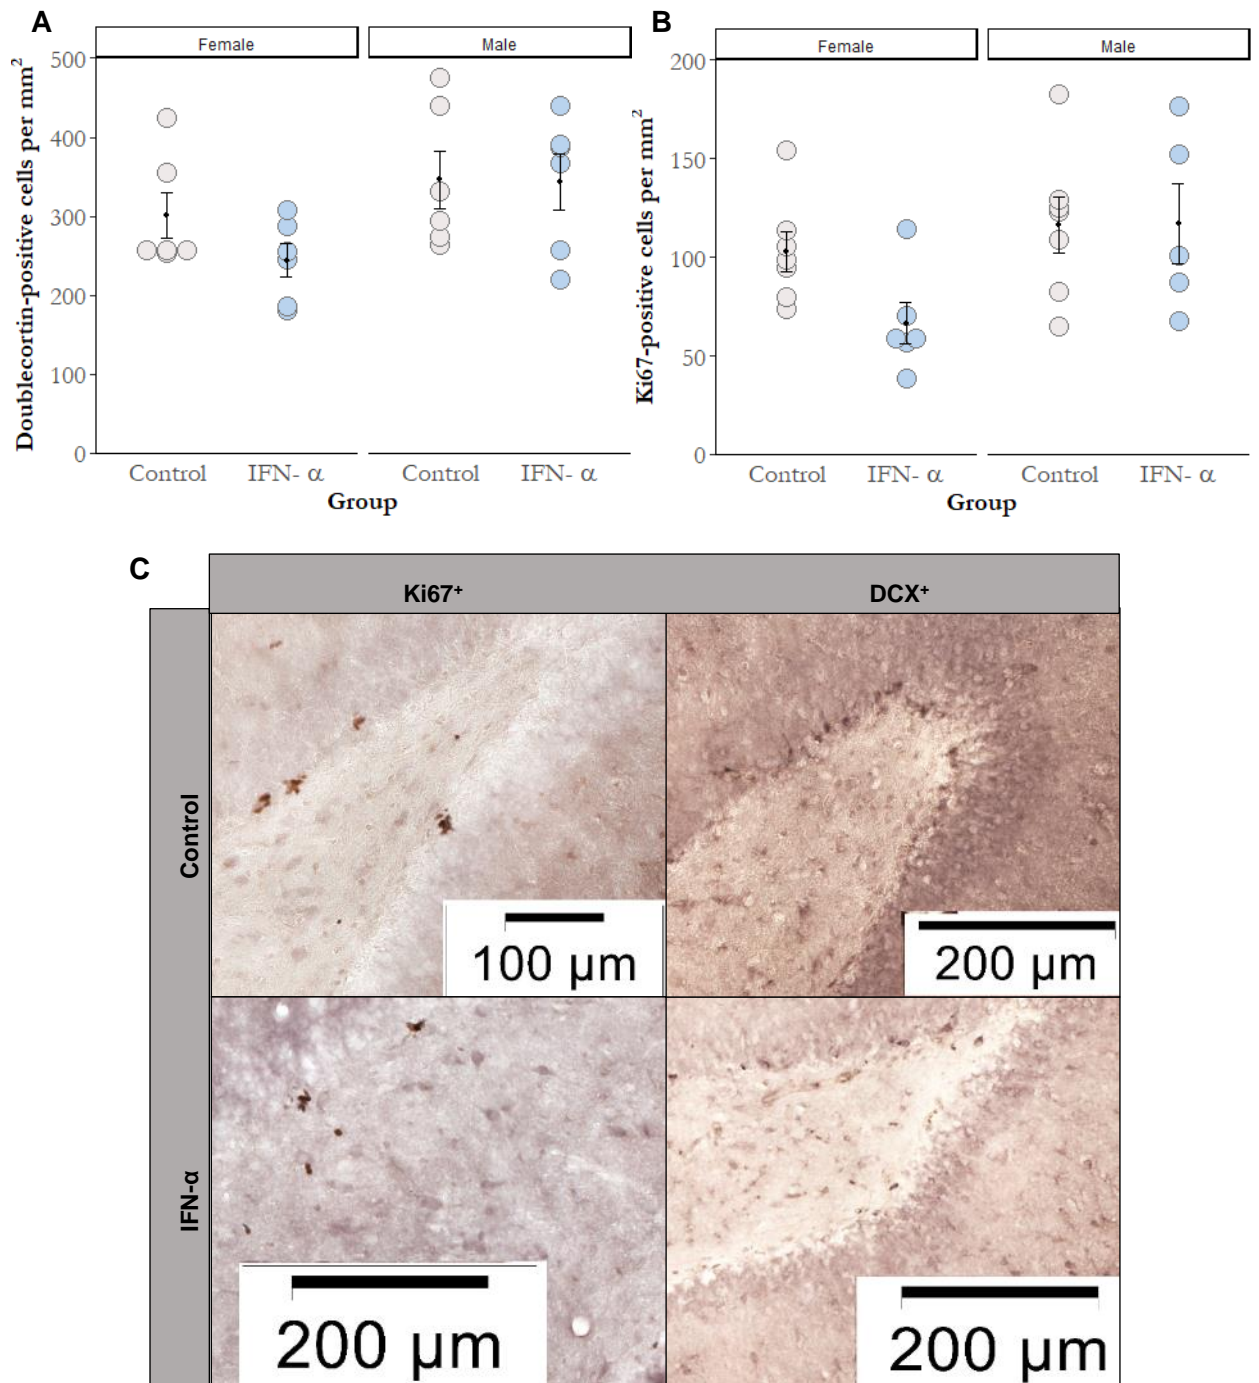 A
B
Female
Male
Female
Male
Doublecortin-positive cells per mm²
500
400
300
200
100
0
Ki67-positive cells per mm²
200
150
100
50
0
Control
IFN- α
Control
IFN- α
Control
IFN- α
Control
IFN- α
Group
Group
C
Ki67⁺
DCX⁺
Control
100 µm
200 µm
IFN-α
200 µm
200 µm